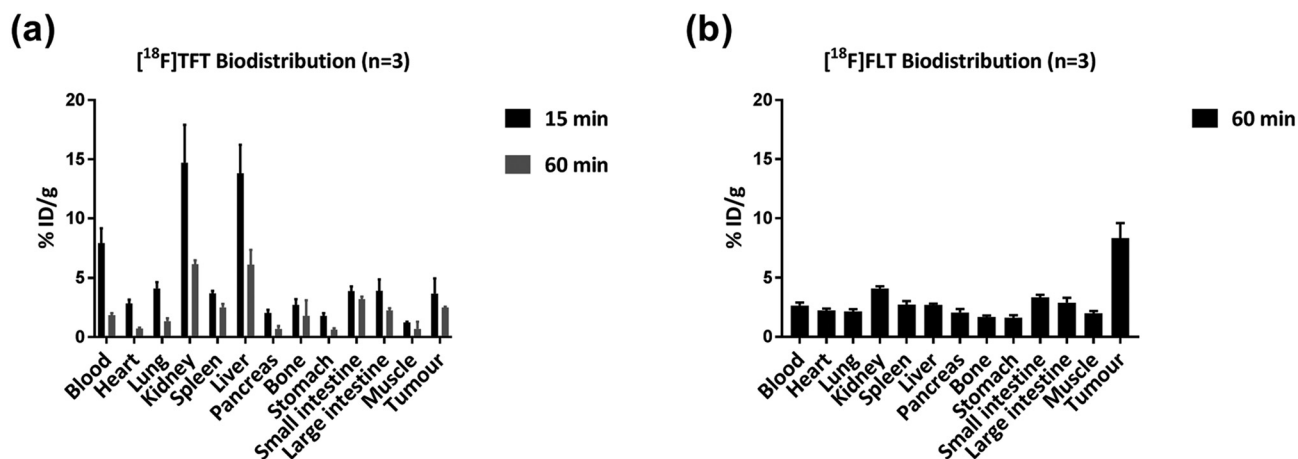 (a)
[¹⁸F]TFT Biodistribution (n=3)
% ID/g
20
15
10
5
0
Blood
Heart
Lung
Kidney
Spleen
Liver
Pancreas
Bone
Stomach
Small intestine
Large intestine
Muscle
Tumour
15 min
60 min
(b)
[¹⁸F]FLT Biodistribution (n=3)
% ID/g
20
15
10
5
0
Blood
Heart
Lung
Kidney
Spleen
Liver
Pancreas
Bone
Stomach
Small intestine
Large intestine
Muscle
Tumour
60 min